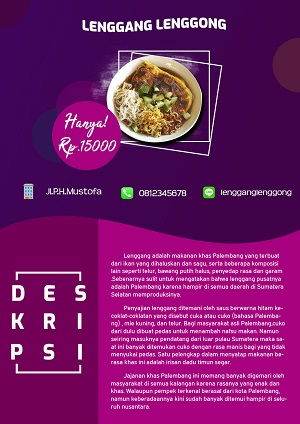 LENGGANG LENGGONG
Hanya!
Rp.15000
Jl.P.H.Mustofa
0812345678
lengganglenggong
DES
KRI
PSI
Lenggang adalah makanan khas Palembang yang terbuat
dari ikan yang dihaluskan dan sagu, serta beberapa komposisi
lain seperti telur, bawang putih halus, penyedap rasa dan garam
.Sebenarnya sulit untuk mengatakan bahwa lenggang pusatnya
adalah Palembang karena hampir di semua daerah di Sumatera
Selatan memproduksinya.
Penyajian lenggang ditemani oleh saus berwarna hitam ke-
coklat-coklatan yang disebut cuka atau cuko (bahasa Palemba-
ng) , mie kuning, dan telur. Bagi masyarakat asli Palembang,cuko
dari dulu dibuat pedas untuk menambah nafsu makan. Namun
seiring masuknya pendatang dari luar pulau Sumatera maka sa-
at ini banyak ditemukan cuko dengan rasa manis bagi yang tidak
menyukai pedas. Satu pelengkap dalam menyatap makanan be-
rasa khas ini adalah irisan dadu timun segar.
Jajanan khas Palembang ini memang banyak digemari oleh
masyarakat di semua kalangan karena rasanya yang enak dan
khas. Walaupun pempek terkenal berasal dari kota Palembang,
namun keberadaannya kini sudah banyak ditemui hampir di selu-
ruh nusantara.